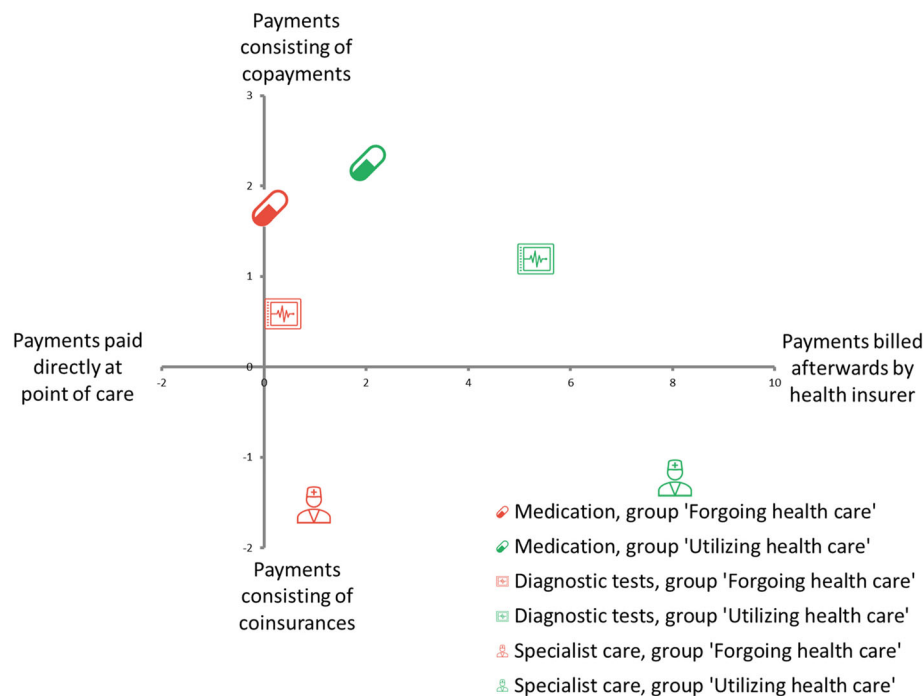 Payments
consisting of
copayments
3
2
1
0
-1
-2
Payments paid
directly at
point of care
-2
0
2
4
6
8
10
Payments billed
afterwards by
health insurer
Payments
consisting of
coinsurances
Medication, group 'Forgoing health care'
Medication, group 'Utilizing health care'
Diagnostic tests, group 'Forgoing health care'
Diagnostic tests, group 'Utilizing health care'
Specialist care, group 'Forgoing health care'
Specialist care, group 'Utilizing health care'